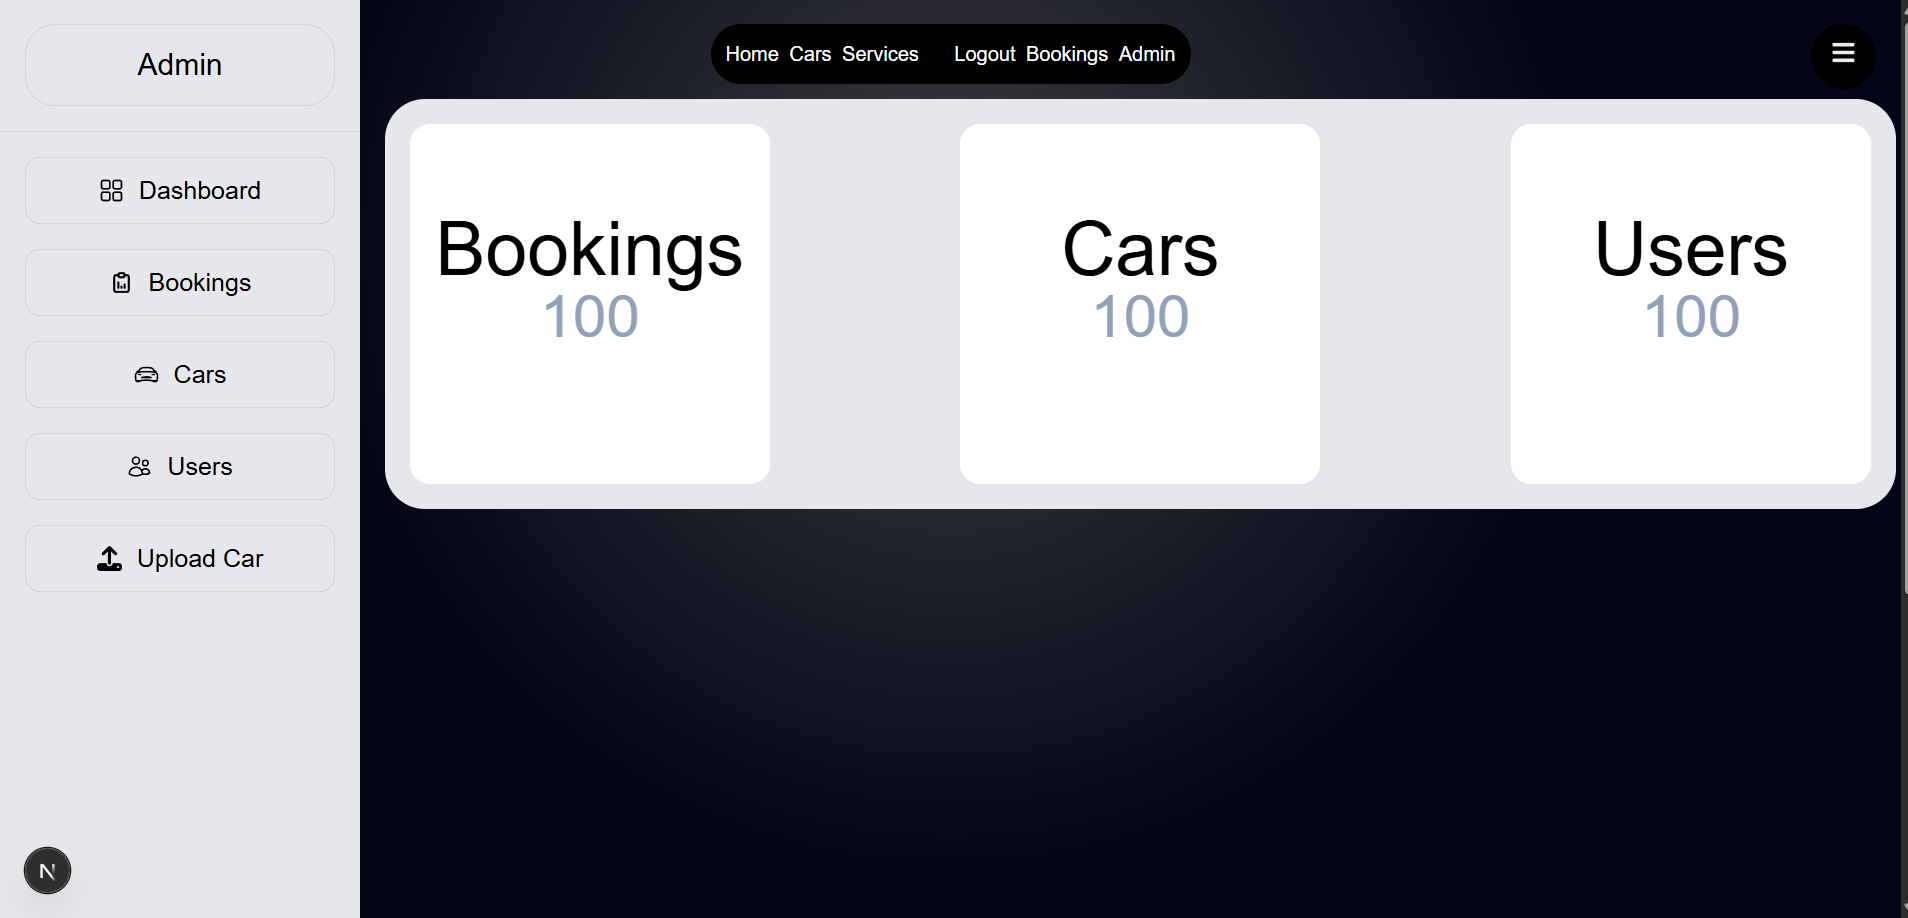 Admin
Dashboard
Bookings
Cars
Users
Upload Car
N
Home Cars Services Logout Bookings Admin
Bookings
100
Cars
100
Users
100